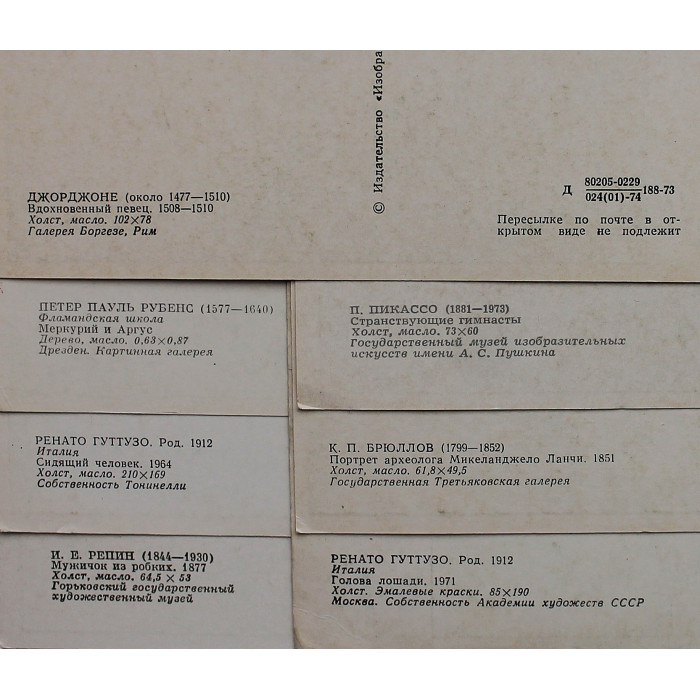 © Издательство «Изобра
ДЖОРДЖОНЕ (около 1477—1510)
Вдохновенный певец. 1508—1510
Холст, масло. 102×78
Галерея Боргезе, Рим
Д 80205-0229
024(01)-74 188-73
Пересылке по почте в от-
крытом виде не подлежит
ПЕТЕР ПАУЛЬ РУБЕНС (1577—1640)
Фламандская школа
Меркурий и Аргус
Дерево, масло. 0,63×0,87
Дрезден. Картинная галерея
П. ПИКАССО (1881—1973)
Странствующие гимнасты
Холст, масло. 73×60
Государственный музей изобразительных
искусств имени А. С. Пушкина
РЕНАТО ГУТТУЗО. Род. 1912
Италия
Сидящий человек. 1964
Холст, масло. 210×169
Собственность Тонинелли
К. П. БРЮЛЛОВ (1799—1852)
Портрет археолога Микеланджело Ланчи. 1851
Холст, масло. 61,8×49,5
Государственная Третьяковская галерея
И. Е. РЕПИН (1844—1930)
Мужичок из робких. 1877
Холст, масло. 64,5 × 53
Горьковский государственный
художественный музей
РЕНАТО ГУТТУЗО. Род. 1912
Италия
Голова лошади. 1971
Холст. Эмалевые краски. 85×190
Москва. Собственность Академии художеств СССР